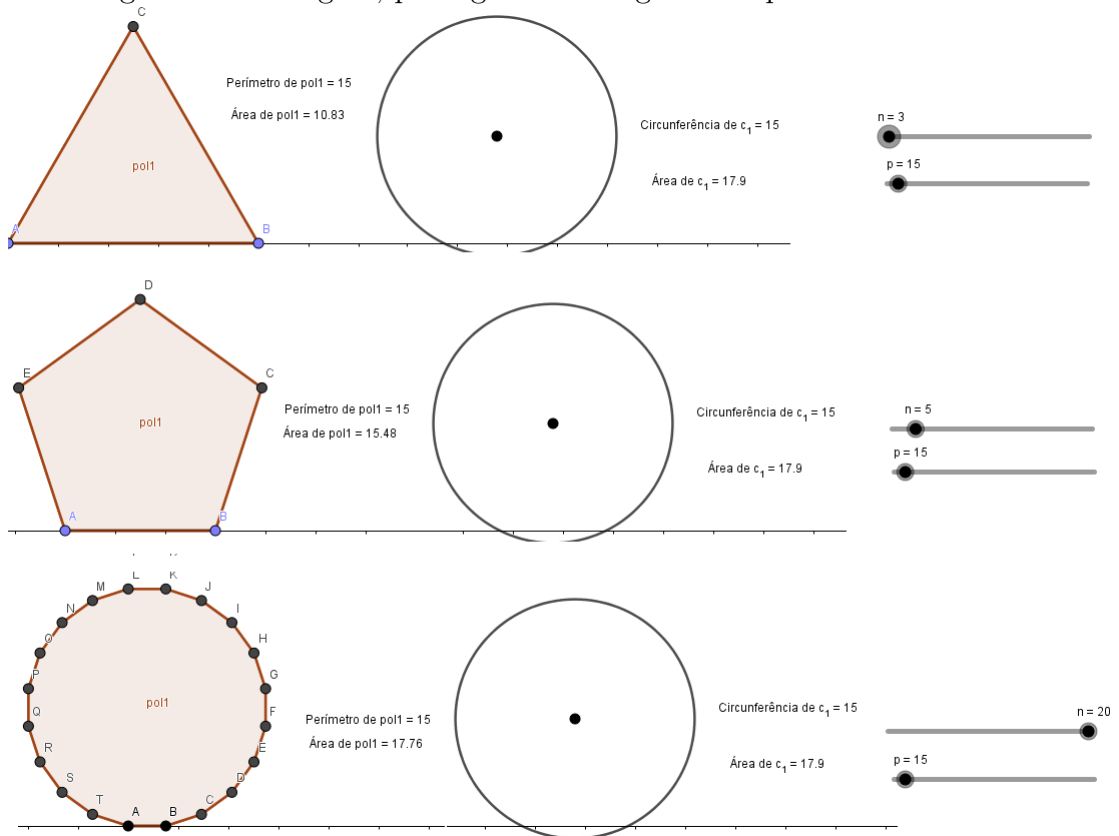 C
Perímetro de pol1 = 15
Área de pol1 = 10.83
Circunferência de c1 = 15
n = 3
pol1
p = 15
Área de c1 = 17.9
A
B
D
E
C
Perímetro de pol1 = 15
Área de pol1 = 15.48
Circunferência de c1 = 15
n = 5
pol1
p = 15
Área de c1 = 17.9
A
B
L
K
M
J
N
I
O
H
P
G
pol1
Q
F
Perímetro de pol1 = 15
Área de pol1 = 17.76
Circunferência de c1 = 15
n = 20
R
E
Área de c1 = 17.9
p = 15
S
D
T
A
B
C